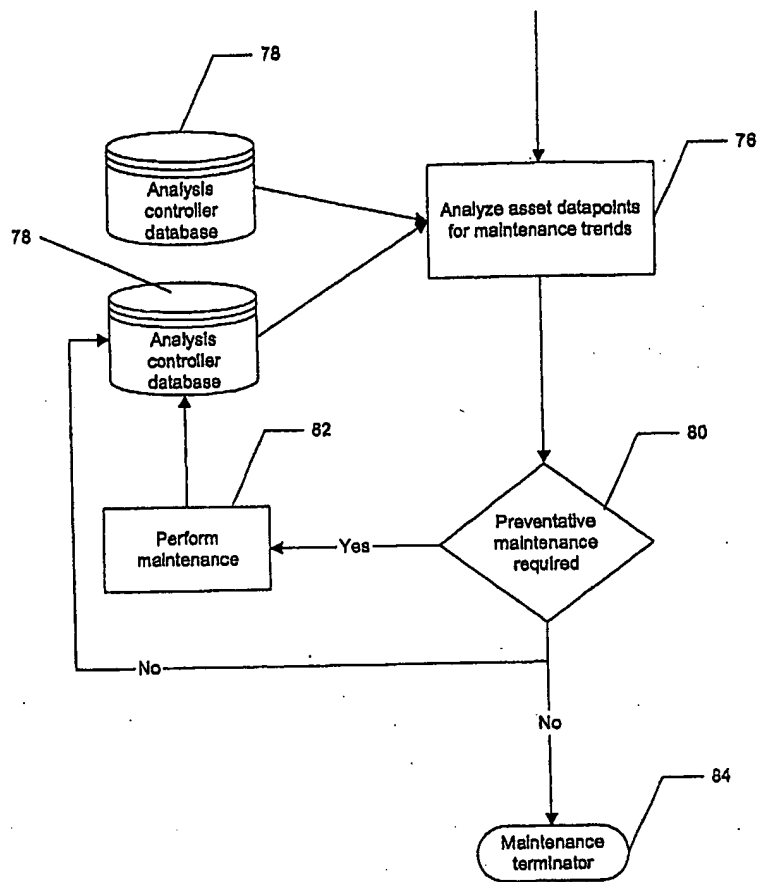 78
Analysis
controller
database
76
Analyze asset datapoints
for maintenance trends
78
Analysis
controller
database
82
80
Perform
maintenance
Yes
Preventative
maintenance
required
No
No
84
Maintenance
terminator